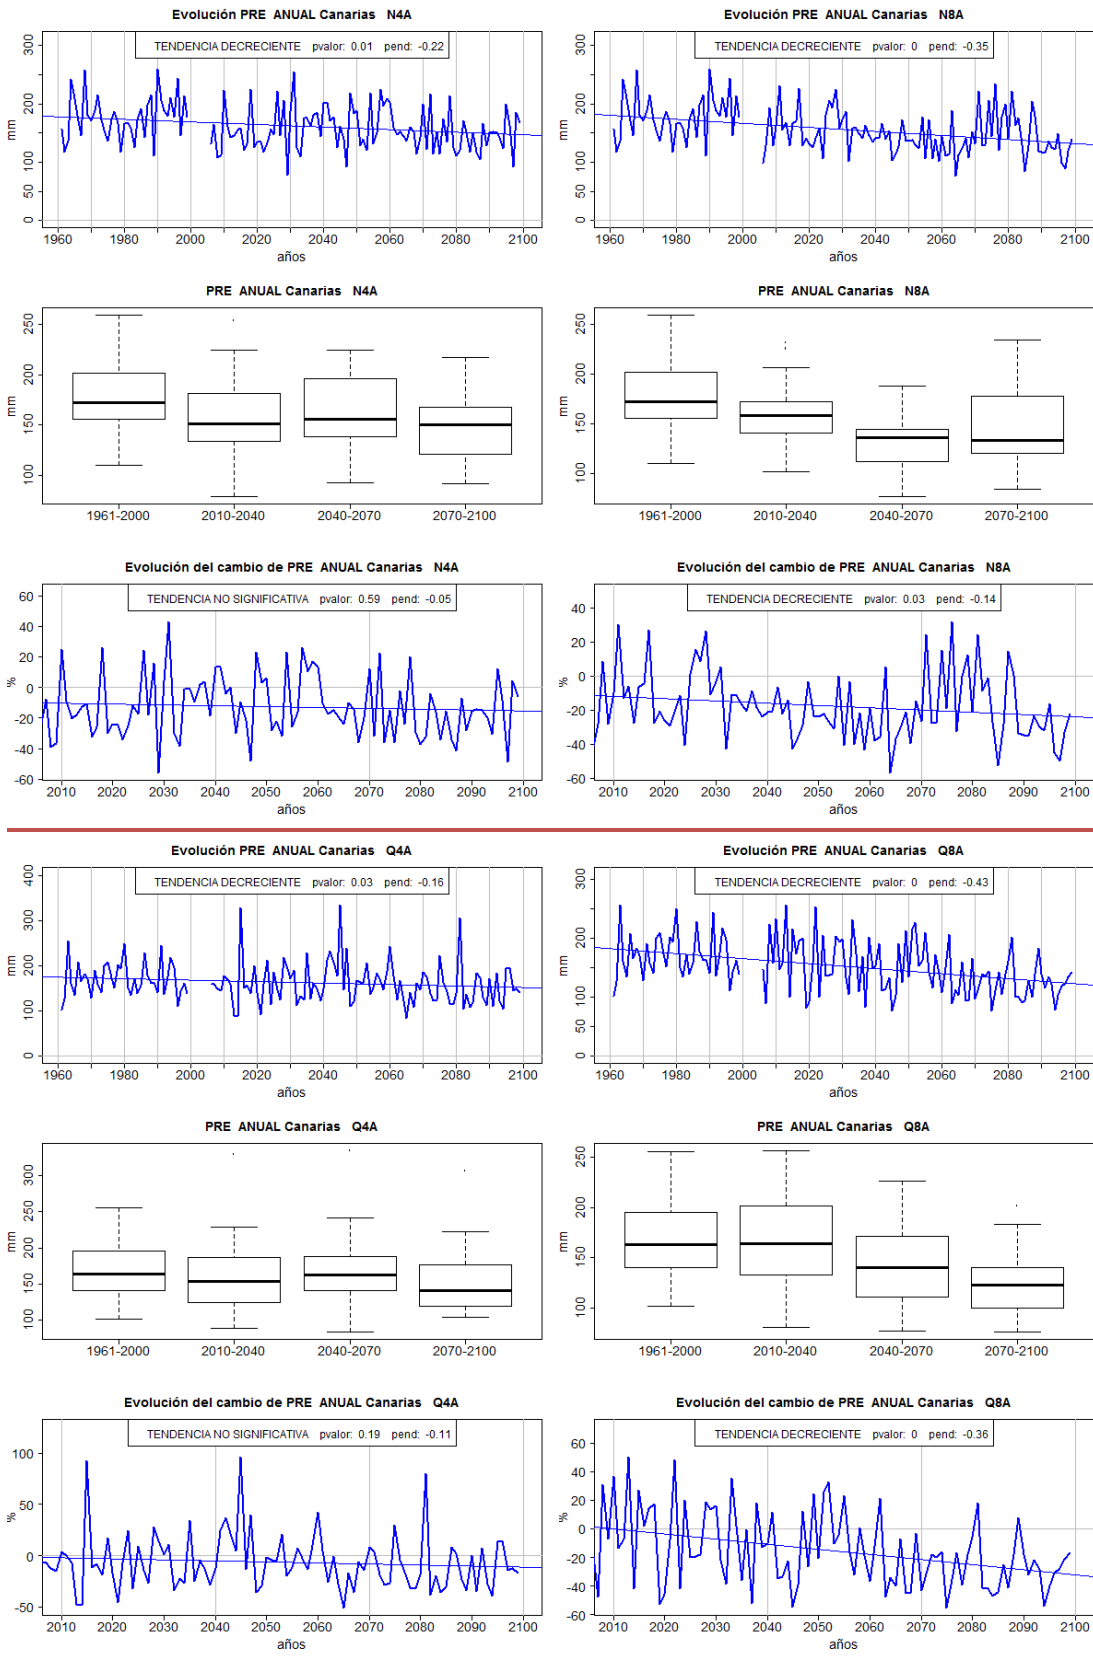 Evolución PRE ANUAL Canarias N4A
TENDENCIA DECRECIENTE pvalor: 0.01 pend: -0.22
mm
0 50 100 200 300
1960 1980 2000 2020 2040 2060 2080 2100
años
Evolución PRE ANUAL Canarias N8A
TENDENCIA DECRECIENTE pvalor: 0 pend: -0.35
mm
0 50 100 200 300
1960 1980 2000 2020 2040 2060 2080 2100
años
PRE ANUAL Canarias N4A
mm
100 150 200 250
1961-2000 2010-2040 2040-2070 2070-2100
PRE ANUAL Canarias N8A
mm
100 150 200 250
1961-2000 2010-2040 2040-2070 2070-2100
Evolución del cambio de PRE ANUAL Canarias N4A
TENDENCIA NO SIGNIFICATIVA pvalor: 0.59 pend: -0.05
%
60
40
20
0
-20
-40
-60
2010 2020 2030 2040 2050 2060 2070 2080 2090 2100
años
Evolución del cambio de PRE ANUAL Canarias N8A
TENDENCIA DECRECIENTE pvalor: 0.03 pend: -0.14
%
40
20
0
-20
-40
-60
2010 2020 2030 2040 2050 2060 2070 2080 2090 2100
años
Evolución PRE ANUAL Canarias Q4A
TENDENCIA DECRECIENTE pvalor: 0.03 pend: -0.16
mm
0 100 200 300 400
1960 1980 2000 2020 2040 2060 2080 2100
años
Evolución PRE ANUAL Canarias Q8A
TENDENCIA DECRECIENTE pvalor: 0 pend: -0.43
mm
0 50 100 200 300
1960 1980 2000 2020 2040 2060 2080 2100
años
PRE ANUAL Canarias Q4A
mm
100 150 200 250 300
1961-2000 2010-2040 2040-2070 2070-2100
PRE ANUAL Canarias Q8A
mm
100 150 200 250
1961-2000 2010-2040 2040-2070 2070-2100
Evolución del cambio de PRE ANUAL Canarias Q4A
TENDENCIA NO SIGNIFICATIVA pvalor: 0.19 pend: -0.11
%
100
50
0
-50
2010 2020 2030 2040 2050 2060 2070 2080 2090 2100
años
Evolución del cambio de PRE ANUAL Canarias Q8A
TENDENCIA DECRECIENTE pvalor: 0 pend: -0.36
%
60
40
20
0
-20
-40
-60
2010 2020 2030 2040 2050 2060 2070 2080 2090 2100
años